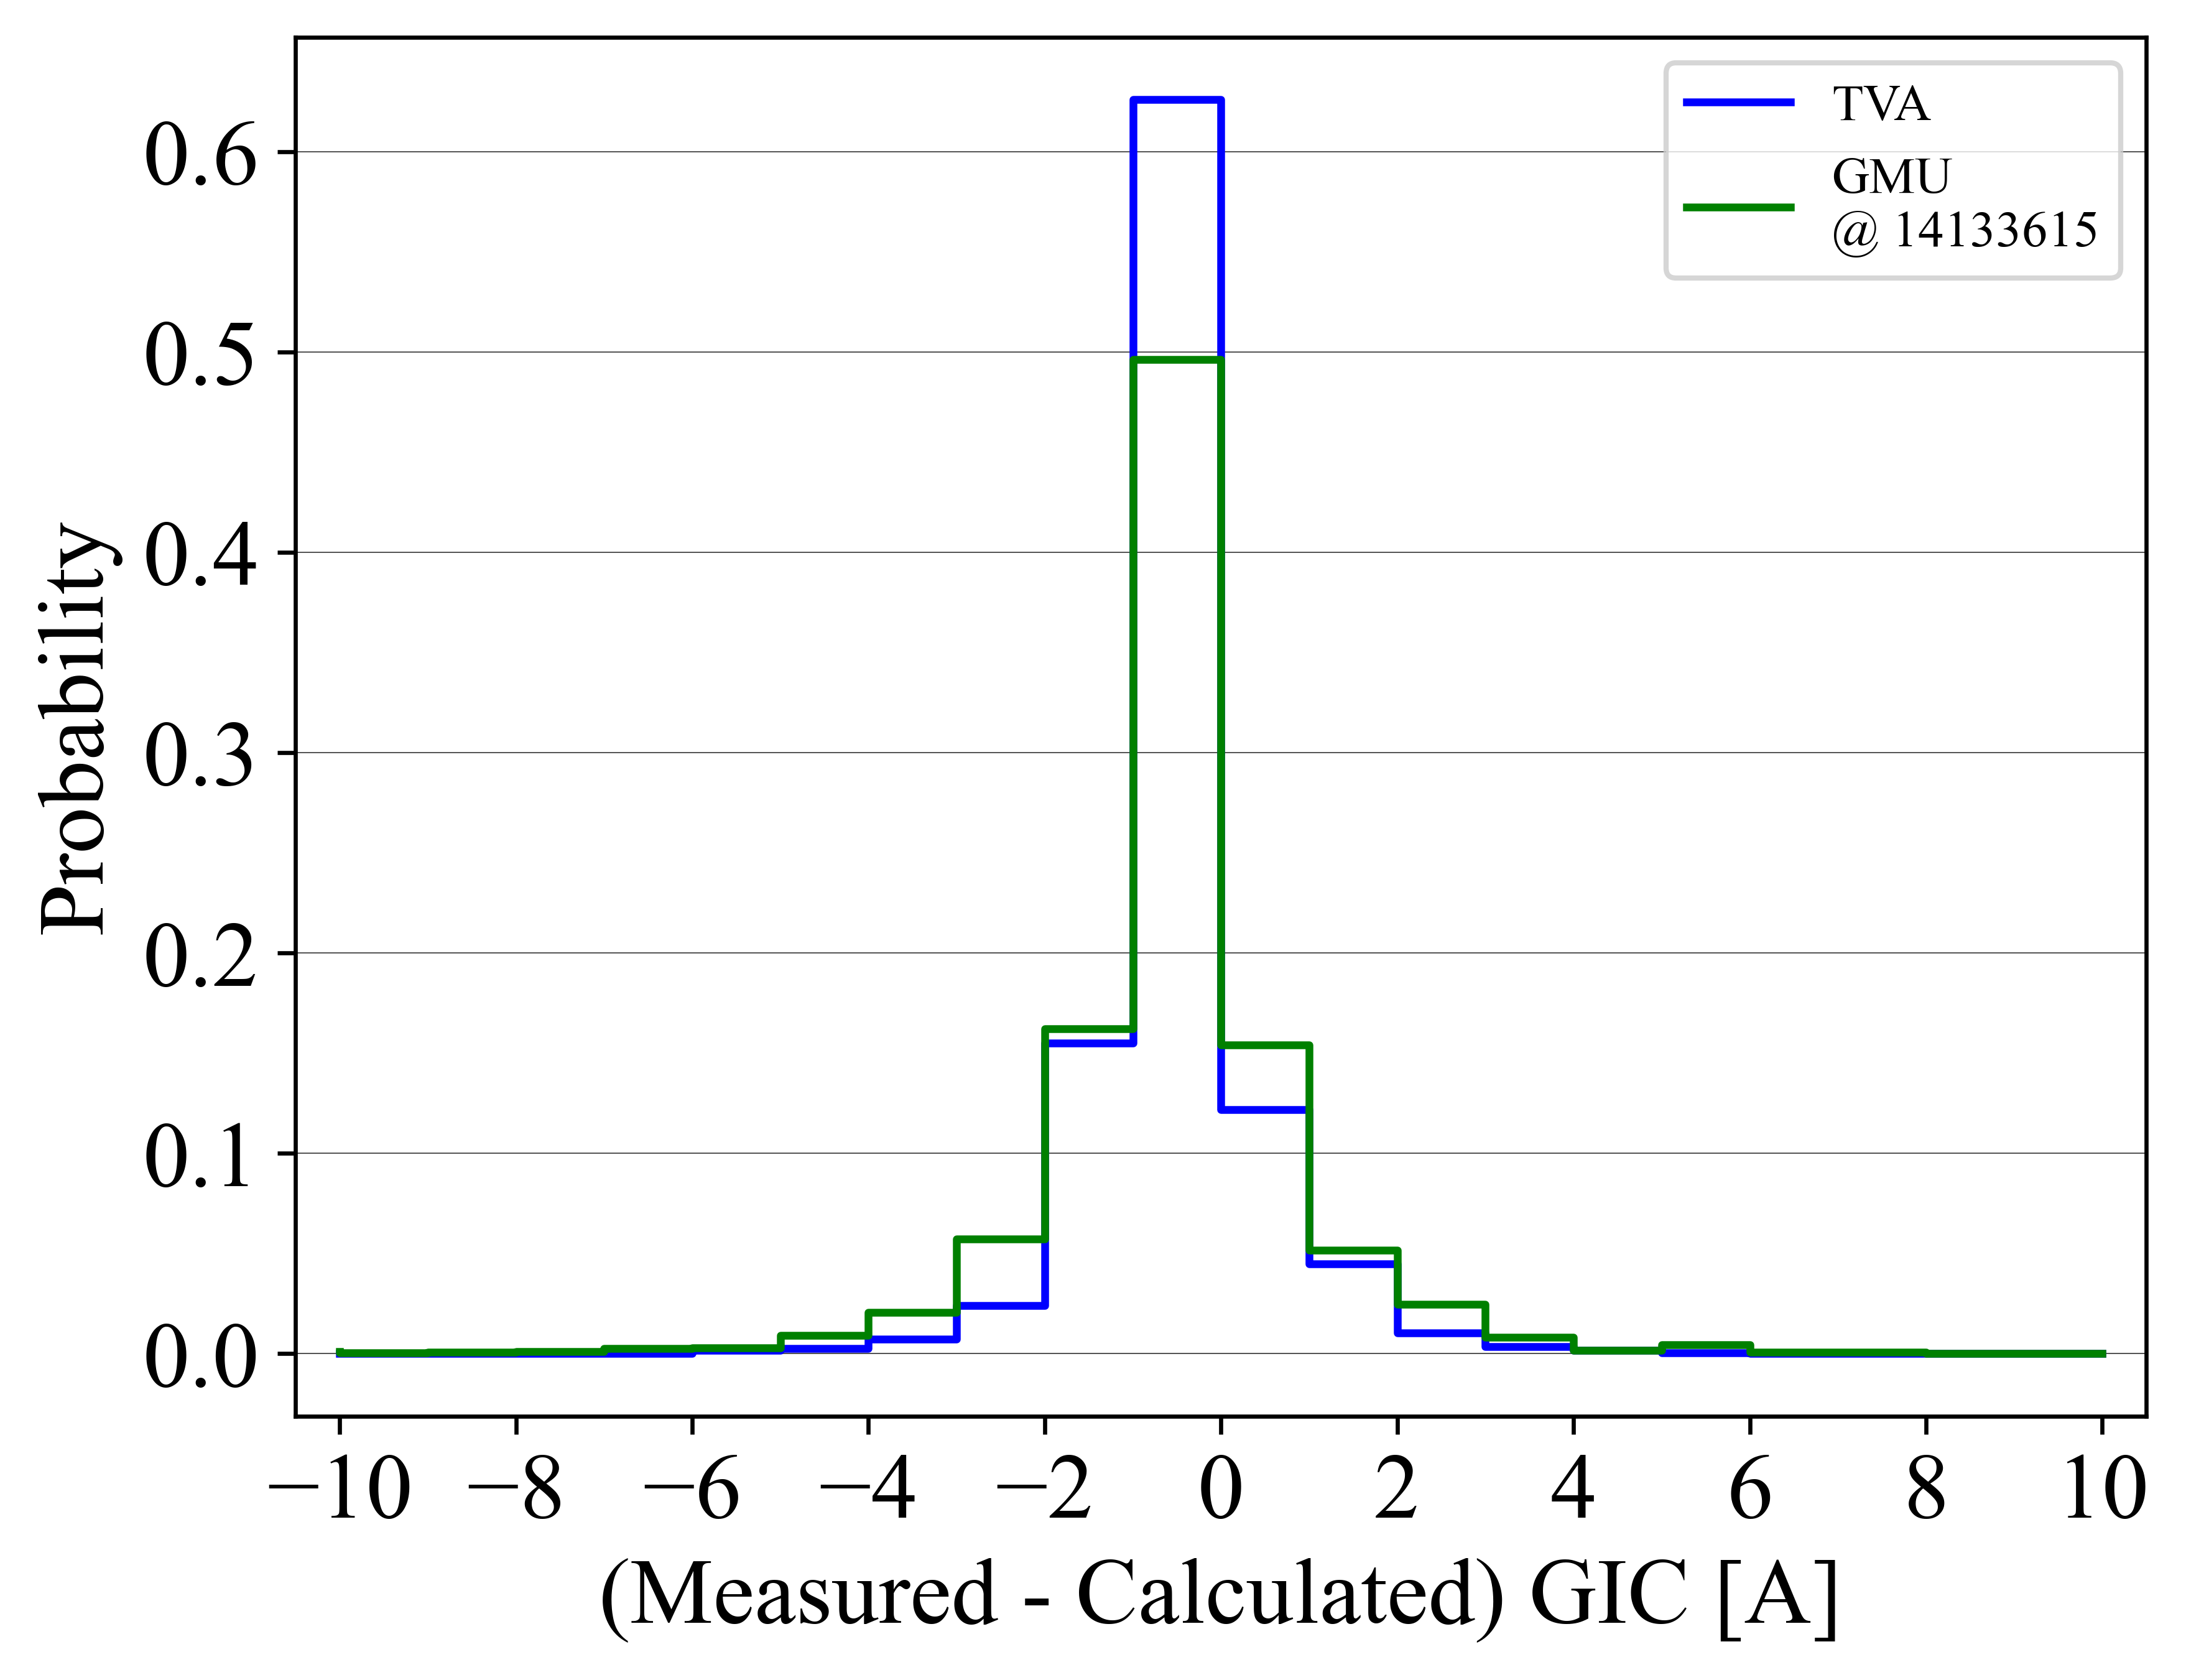 TVA
GMU
@ 14133615
Probability
0.6
0.5
0.4
0.3
0.2
0.1
0.0
−10 −8 −6 −4 −2 0 2 4 6 8 10
(Measured - Calculated) GIC [A]